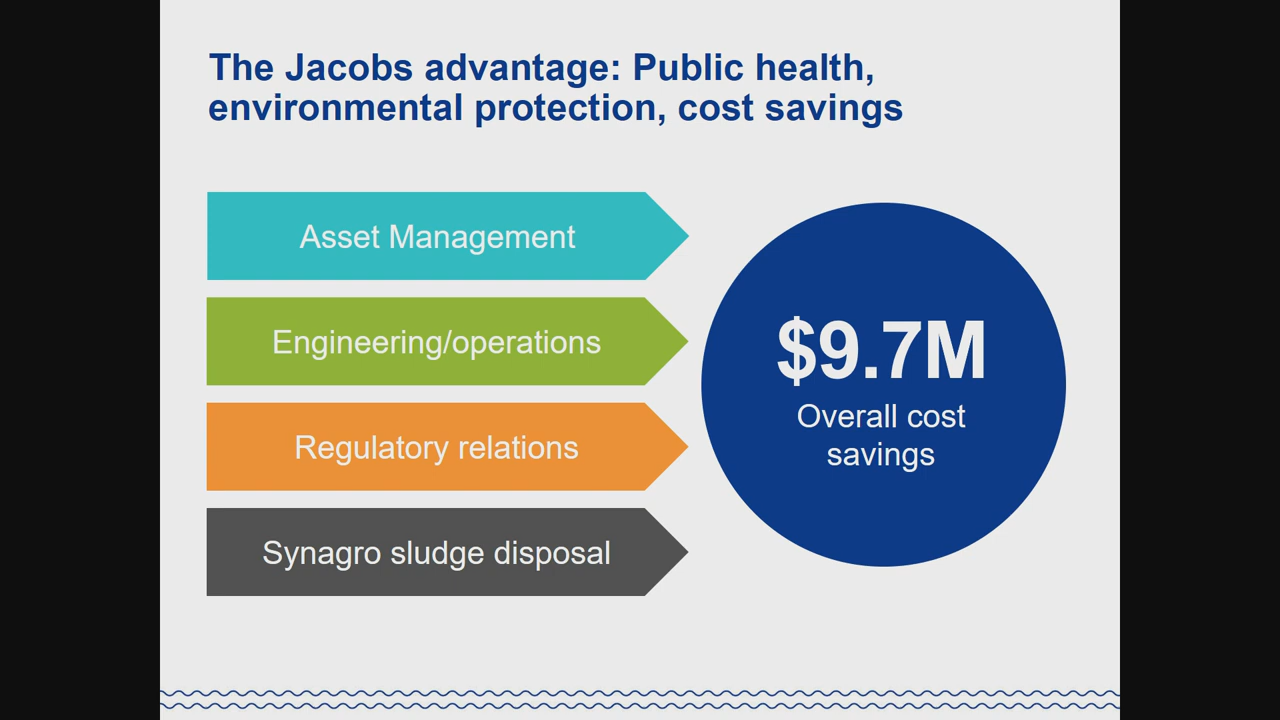 The Jacobs advantage: Public health,
environmental protection, cost savings
Asset Management
Engineering/operations
Regulatory relations
Synagro sludge disposal
$9.7M
Overall cost
savings